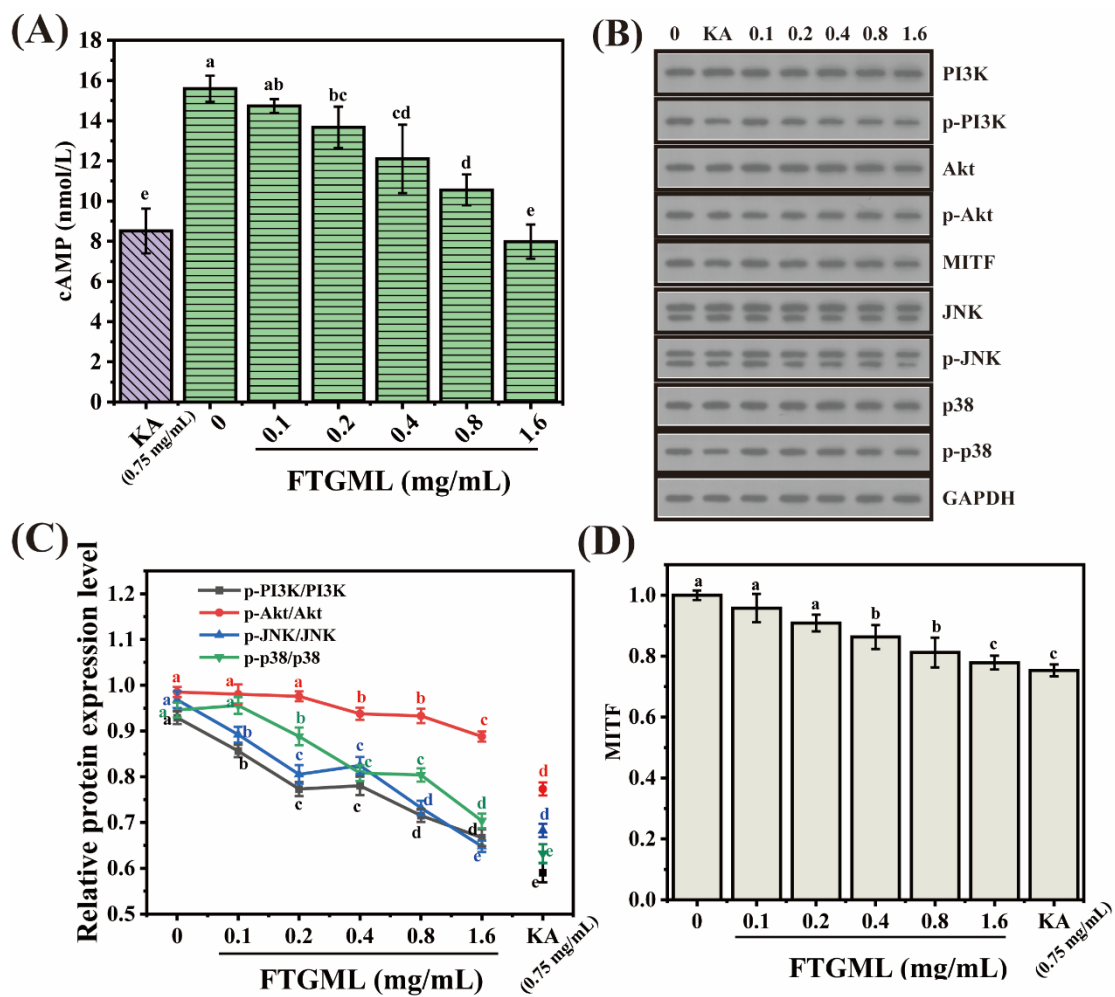 (A)
18
16
14
12
10
8
6
4
2
0
cAMP (nmol/L)
e
a
ab
bc
cd
d
e
KA
(0.75 mg/mL)
0
0.1
0.2
0.4
0.8
1.6
FTGML (mg/mL)
(B)
0 KA 0.1 0.2 0.4 0.8 1.6
PI3K
p-PI3K
Akt
p-Akt
MITF
JNK
p-JNK
p38
p-p38
GAPDH
(C)
Relative protein expression level
1.2
1.1
1.0
0.9
0.8
0.7
0.6
0.5
p-PI3K/PI3K
p-Akt/Akt
p-JNK/JNK
p-p38/p38
a a a b b c d
a b c c d e d
a a b c c d e
a b c c d d e
0 0.1 0.2 0.4 0.8 1.6 KA
(0.75 mg/mL)
FTGML (mg/mL)
(D)
MITF
1.0
0.8
0.6
0.4
0.2
0.0
a a a b b c c
0 0.1 0.2 0.4 0.8 1.6 KA
(0.75 mg/mL)
FTGML (mg/mL)